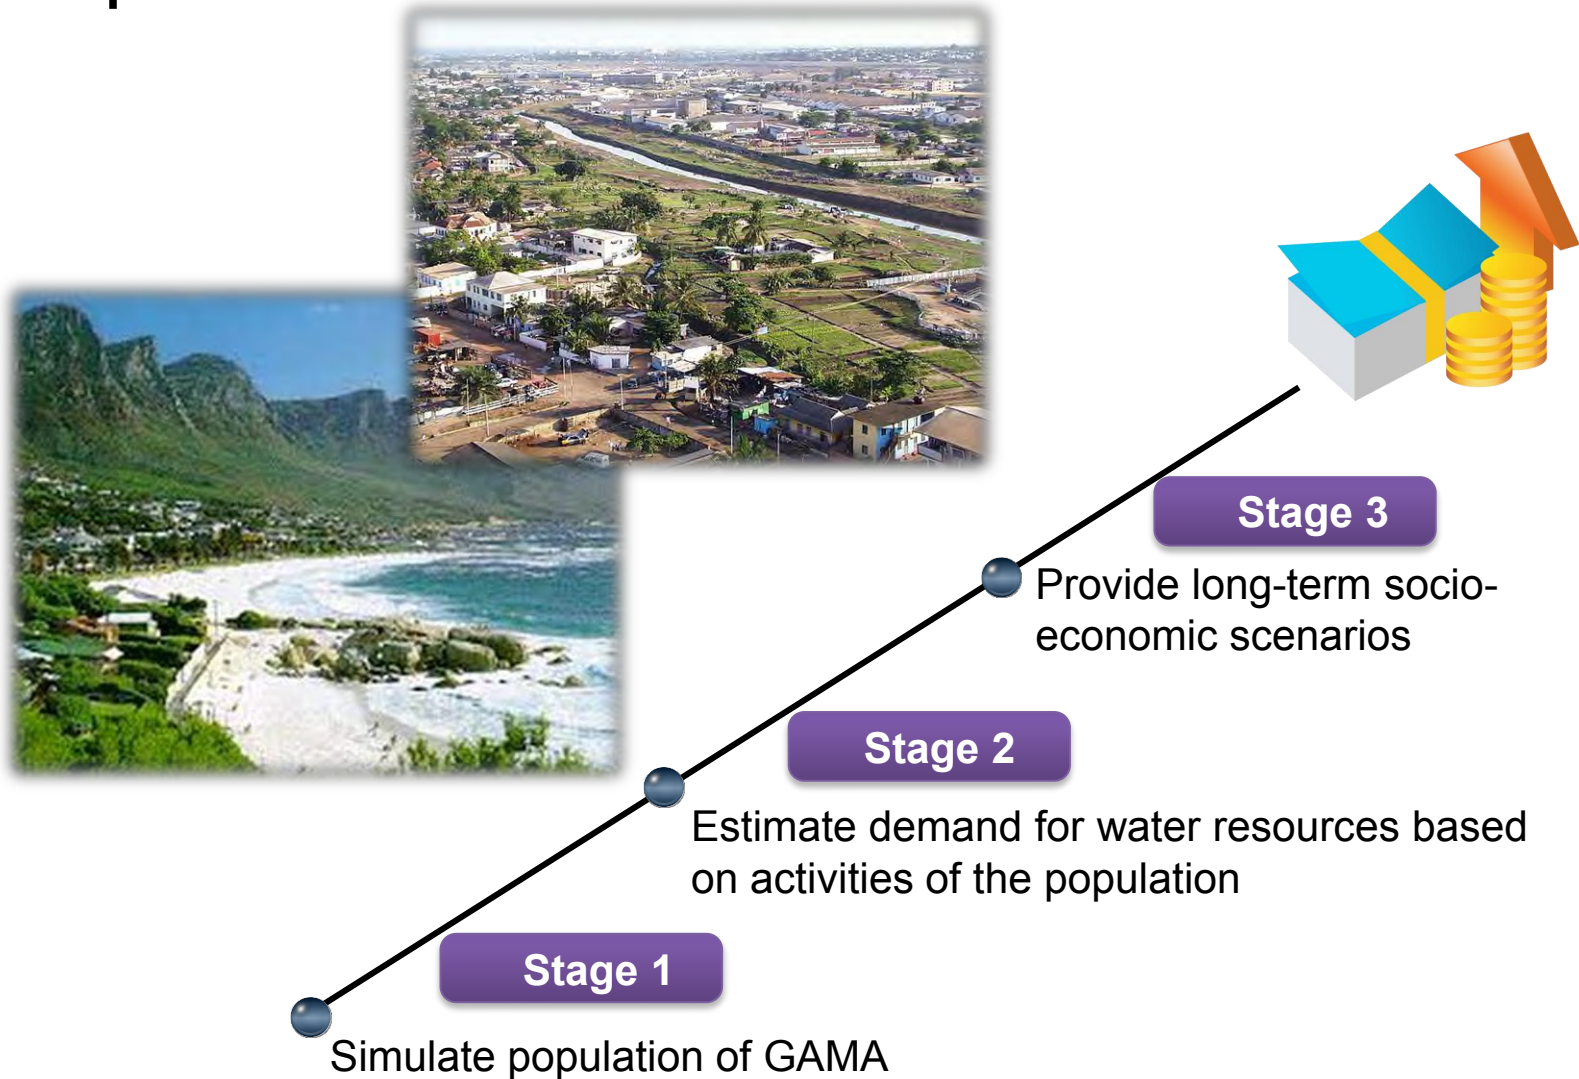 Stage 3
Provide long-term socio-
economic scenarios
Stage 2
Estimate demand for water resources based
on activities of the population
Stage 1
Simulate population of GAMA